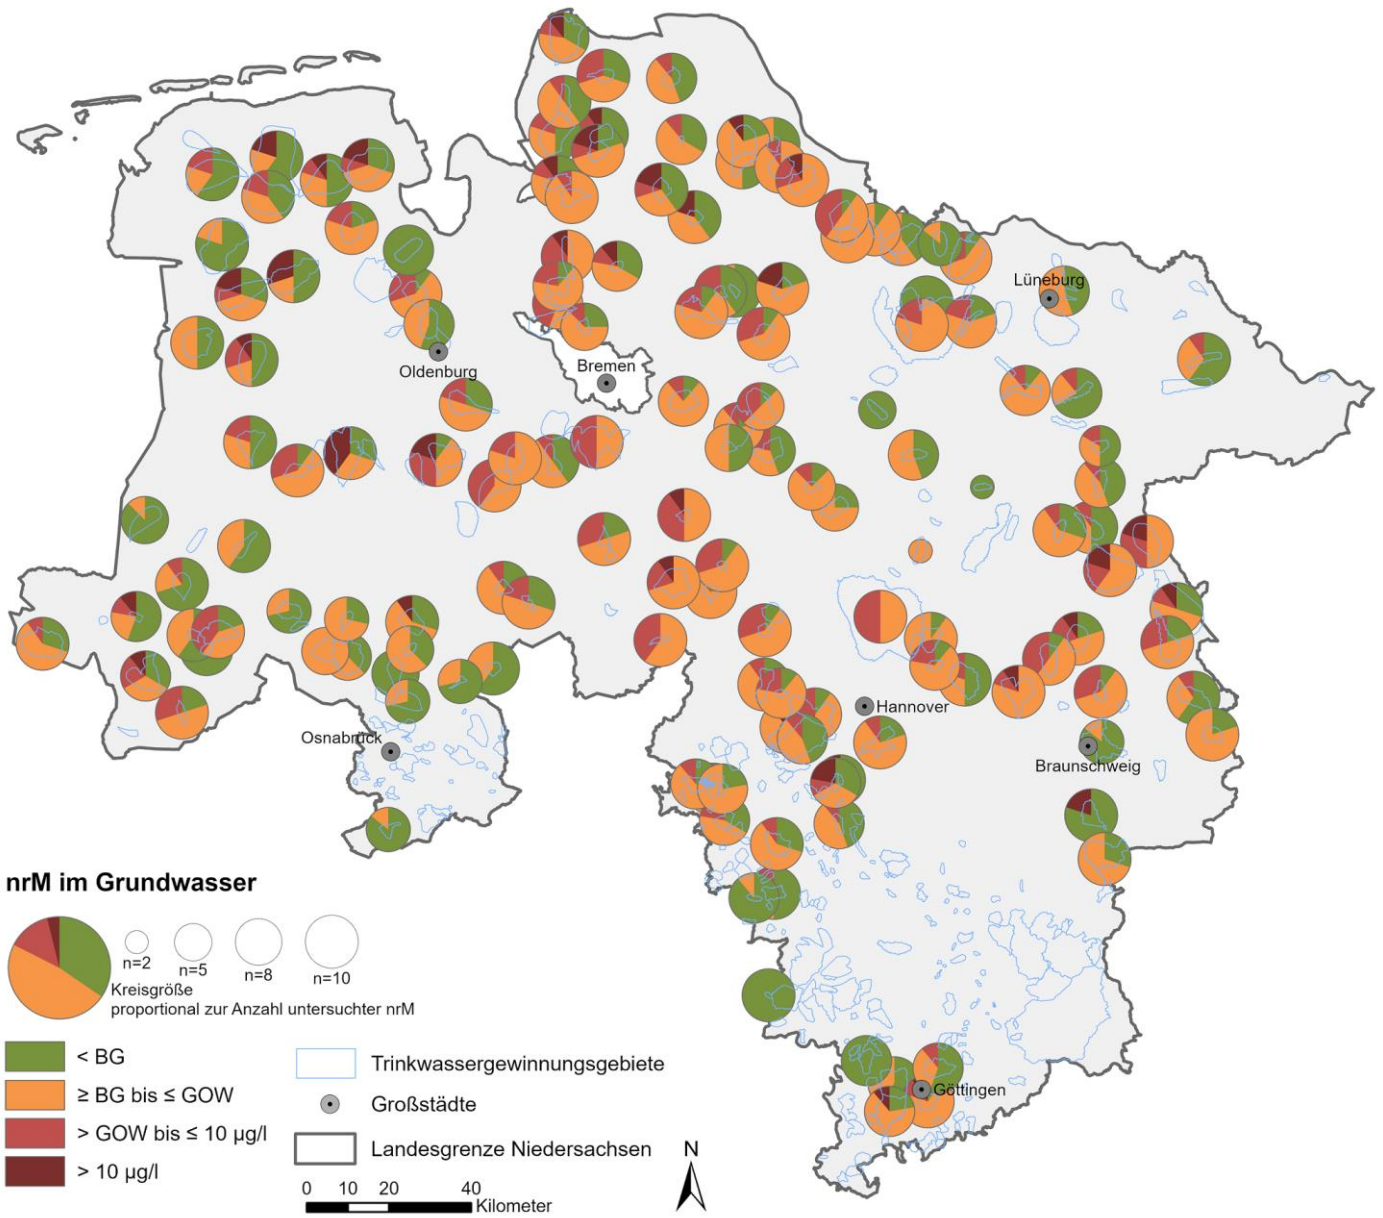 Lüneburg
Oldenburg
Bremen
Hannover
Osnabrück
Braunschweig
Göttingen
nrM im Grundwasser
n=2
n=5
n=8
n=10
Kreisgröße
proportional zur Anzahl untersuchter nrM
< BG
≥ BG bis ≤ GOW
> GOW bis ≤ 10 µg/l
> 10 µg/l
Trinkwassergewinnungsgebiete
Großstädte
Landesgrenze Niedersachsen
0 10 20 40
Kilometer
N